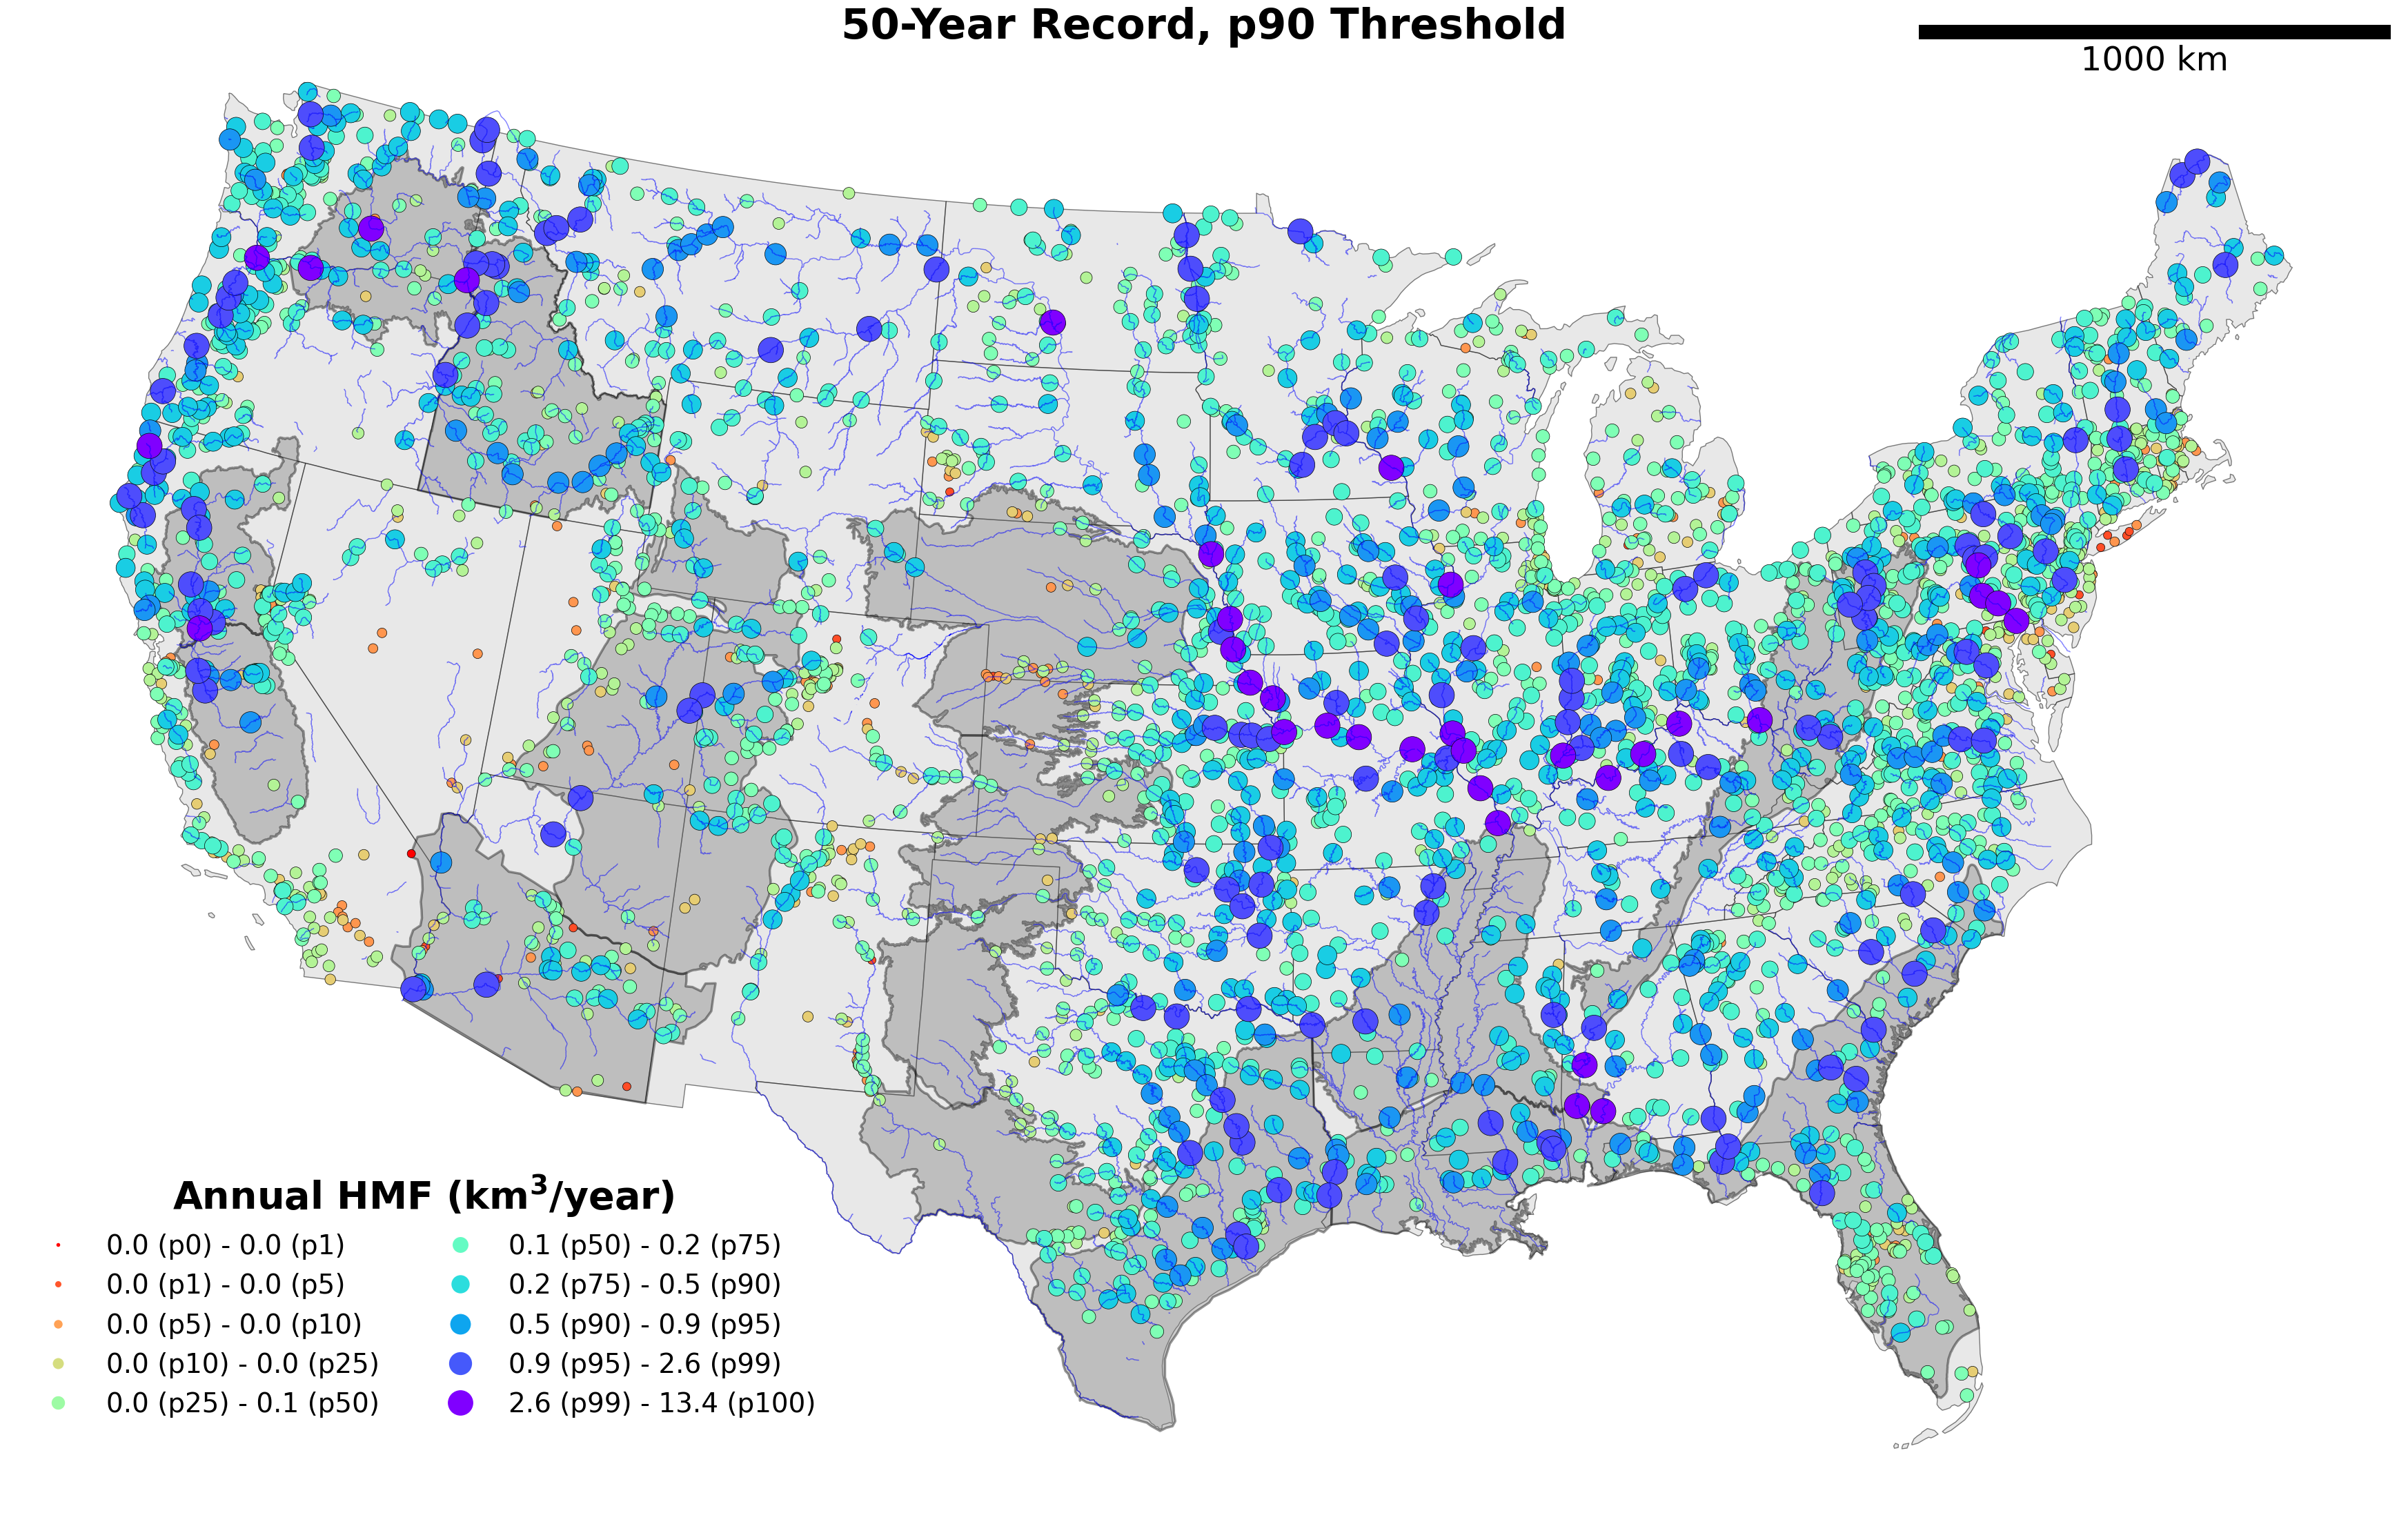 50-Year Record, p90 Threshold
1000 km
Annual HMF (km³/year)
0.0 (p0) - 0.0 (p1)
0.0 (p1) - 0.0 (p5)
0.0 (p5) - 0.0 (p10)
0.0 (p10) - 0.0 (p25)
0.0 (p25) - 0.1 (p50)
0.1 (p50) - 0.2 (p75)
0.2 (p75) - 0.5 (p90)
0.5 (p90) - 0.9 (p95)
0.9 (p95) - 2.6 (p99)
2.6 (p99) - 13.4 (p100)